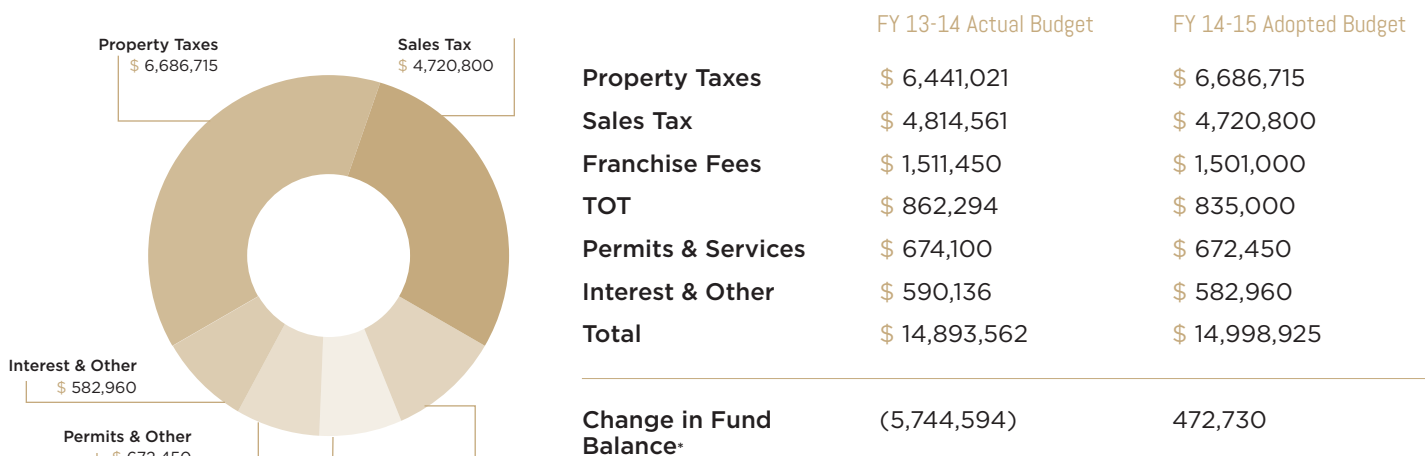 Property Taxes
$ 6,686,715
Sales Tax
$ 4,720,800
Interest & Other
$ 582,960
Permits & Other
$ 672,450
FY 13-14 Actual Budget FY 14-15 Adopted Budget
Property Taxes $ 6,441,021 $ 6,686,715
Sales Tax $ 4,814,561 $ 4,720,800
Franchise Fees $ 1,511,450 $ 1,501,000
TOT $ 862,294 $ 835,000
Permits & Services $ 674,100 $ 672,450
Interest & Other $ 590,136 $ 582,960
Total $ 14,893,562 $ 14,998,925
Change in Fund (5,744,594) 472,730
Balance*